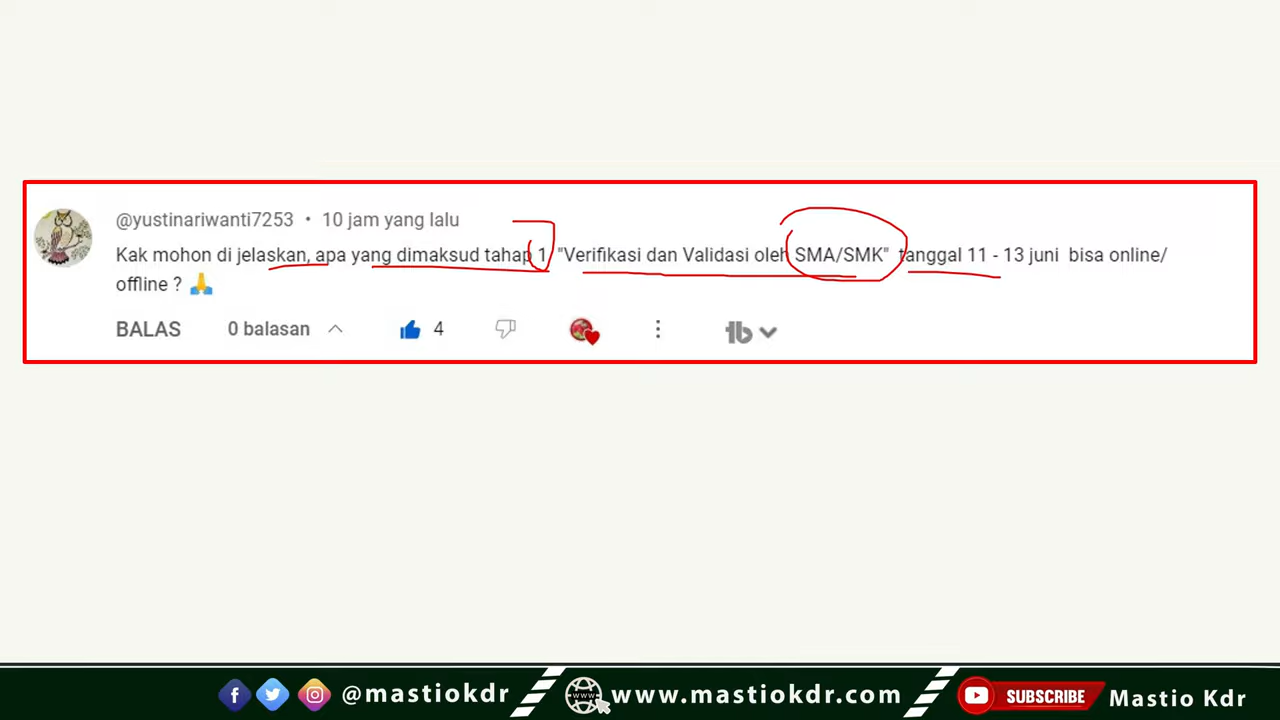 @yustinariwanti7253 • 10 jam yang lalu
Kak mohon di jelaskan, apa yang dimaksud tahap 1 "Verifikasi dan Validasi oleh SMA/SMK" tanggal 11 - 13 juni bisa online/
offline ? 🙏
BALAS 0 balasan 4
@mastiokdr www.mastiokdr.com SUBSCRIBE Mastio Kdr